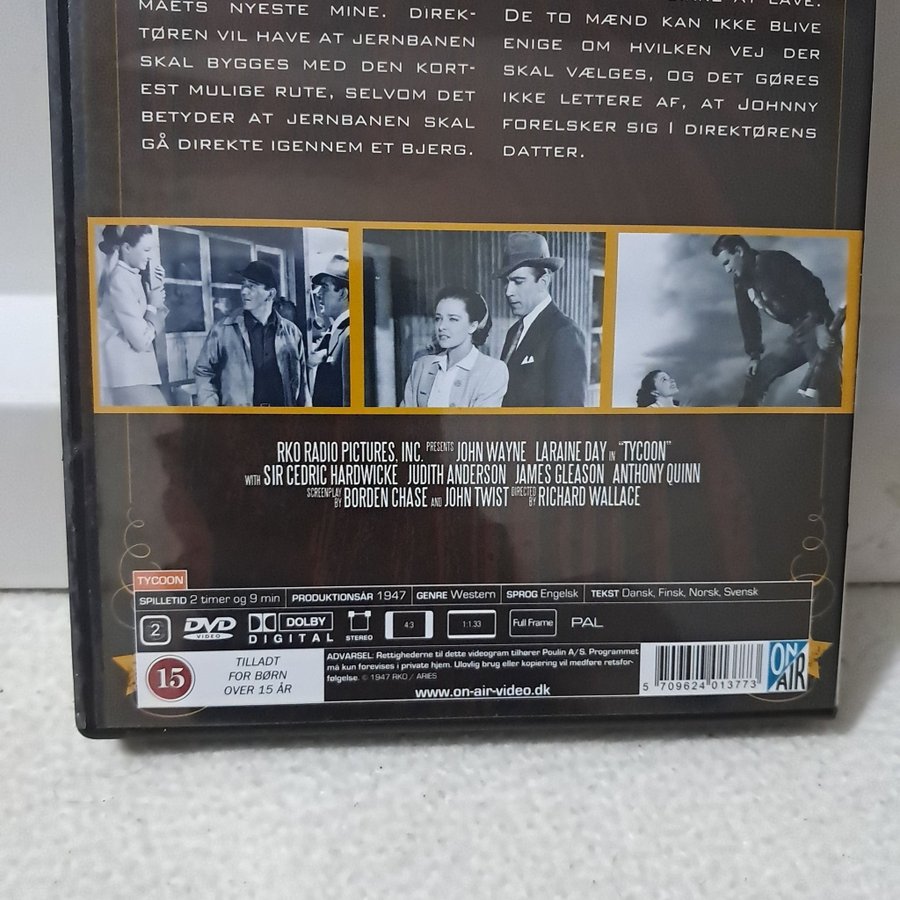 MAETS NYESTE MINE. DIREK-
TØREN VIL HAVE AT JERNBANEN
SKAL BYGGES MED DEN KORT-
EST MULIGE RUTE, SELVOM DET
BETYDER AT JERNBANEN SKAL
GÅ DIREKTE IGENNEM ET BJERG.
AT LAVE.
DE TO MÆND KAN IKKE BLIVE
ENIGE OM HVILKEN VEJ DER
SKAL VÆLGES, OG DET GØRES
IKKE LETTERE AF, AT JOHNNY
FORELSKER SIG I DIREKTØRENS
DATTER.
RKO RADIO PICTURES, INC. PRESENTS JOHN WAYNE LARAINE DAY IN "TYCOON"
WITH SIR CEDRIC HARDWICKE JUDITH ANDERSON JAMES GLEASON ANTHONY QUINN
SCREENPLAY BY BORDEN CHASE AND JOHN TWIST DIRECTED BY RICHARD WALLACE
TYCOON
SPILLETID 2 timer og 9 min PRODUKTIONSÅR 1947 GENRE Western SPROG Engelsk TEKST Dansk, Finsk, Norsk, Svensk
2 DVD VIDEO DOLBY DIGITAL STEREO 4:3 1:1.33 Full Frame PAL
15
TILLADT
FOR BØRN
OVER 15 ÅR
ADVARSEL: Rettighederne til dette videogram tilhører Poulin A/S. Programmet
må kun forevises i private hjem. Ulovlig brug eller kopiering vil medføre retsfor-
følgelse. © 1947 RKO / ARIES
www.on-air-video.dk
5 709624 013773
ON AIR